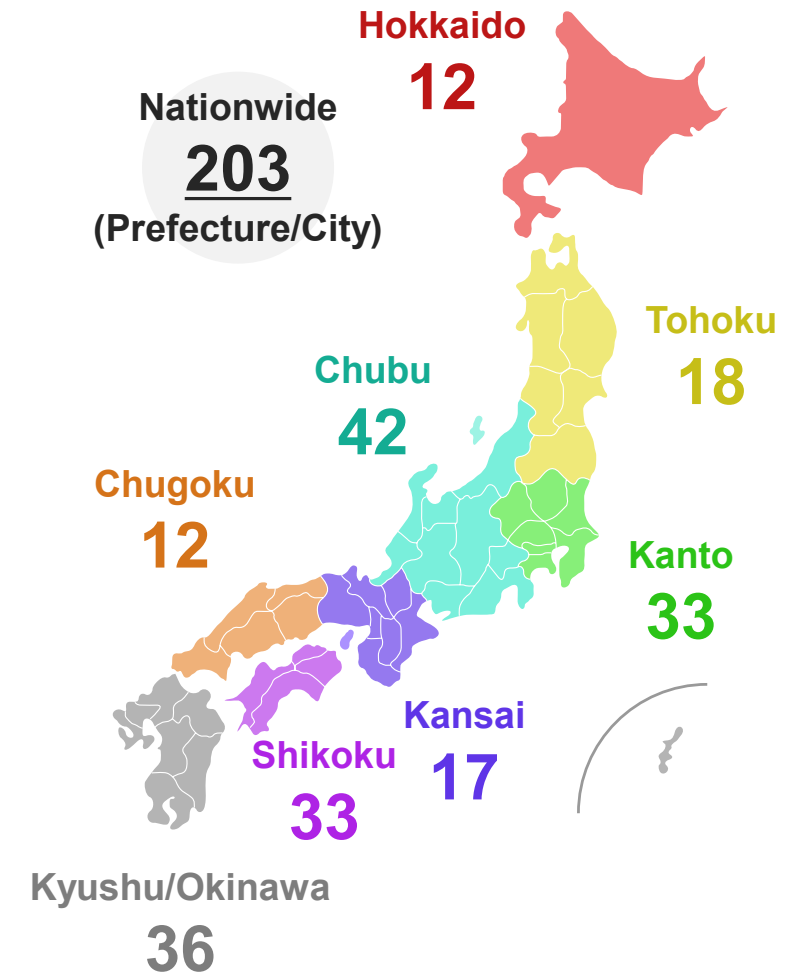 Hokkaido
12
Nationwide
203
(Prefecture/City)
Tohoku
18
Chubu
42
Chugoku
12
Kanto
33
Kansai
17
Shikoku
33
Kyushu/Okinawa
36